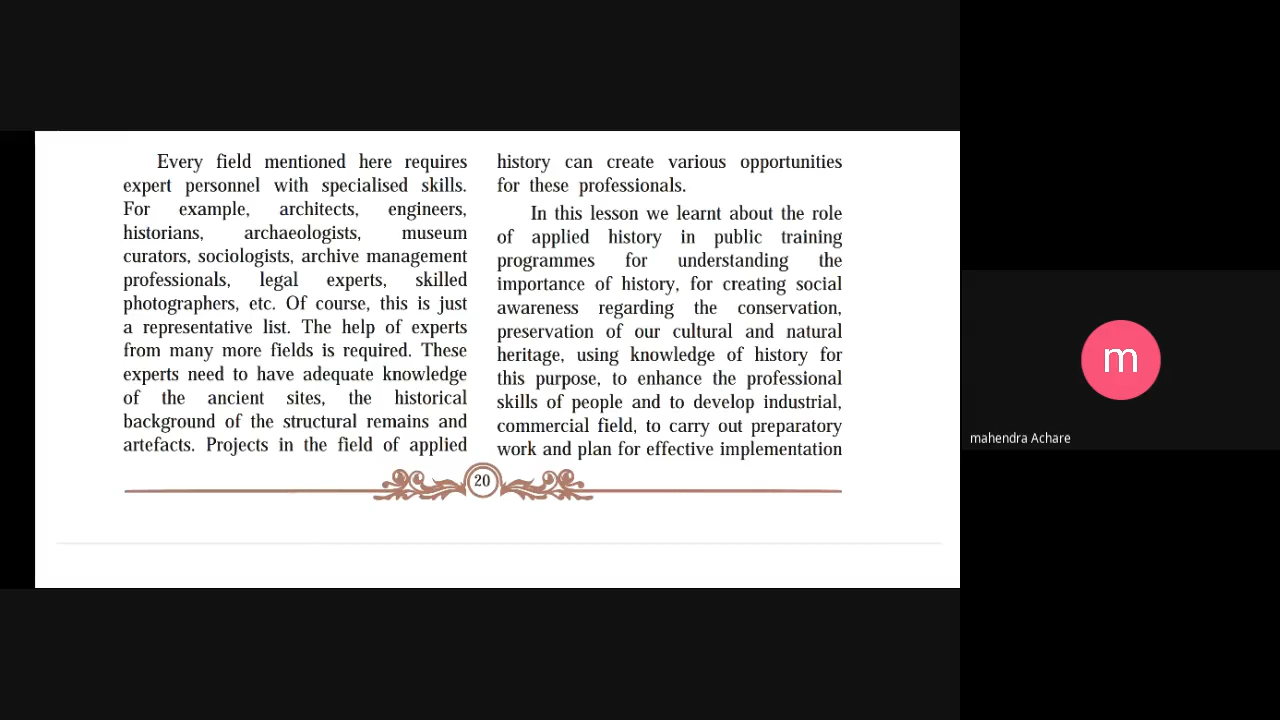 Every field mentioned here requires
expert personnel with specialised skills.
For example, architects, engineers,
historians, archaeologists, museum
curators, sociologists, archive management
professionals, legal experts, skilled
photographers, etc. Of course, this is just
a representative list. The help of experts
from many more fields is required. These
experts need to have adequate knowledge
of the ancient sites, the historical
background of the structural remains and
artefacts. Projects in the field of applied
history can create various opportunities
for these professionals.
In this lesson we learnt about the role
of applied history in public training
programmes for understanding the
importance of history, for creating social
awareness regarding the conservation,
preservation of our cultural and natural
heritage, using knowledge of history for
this purpose, to enhance the professional
skills of people and to develop industrial,
commercial field, to carry out preparatory
work and plan for effective implementation
20
m
mahendra Achare